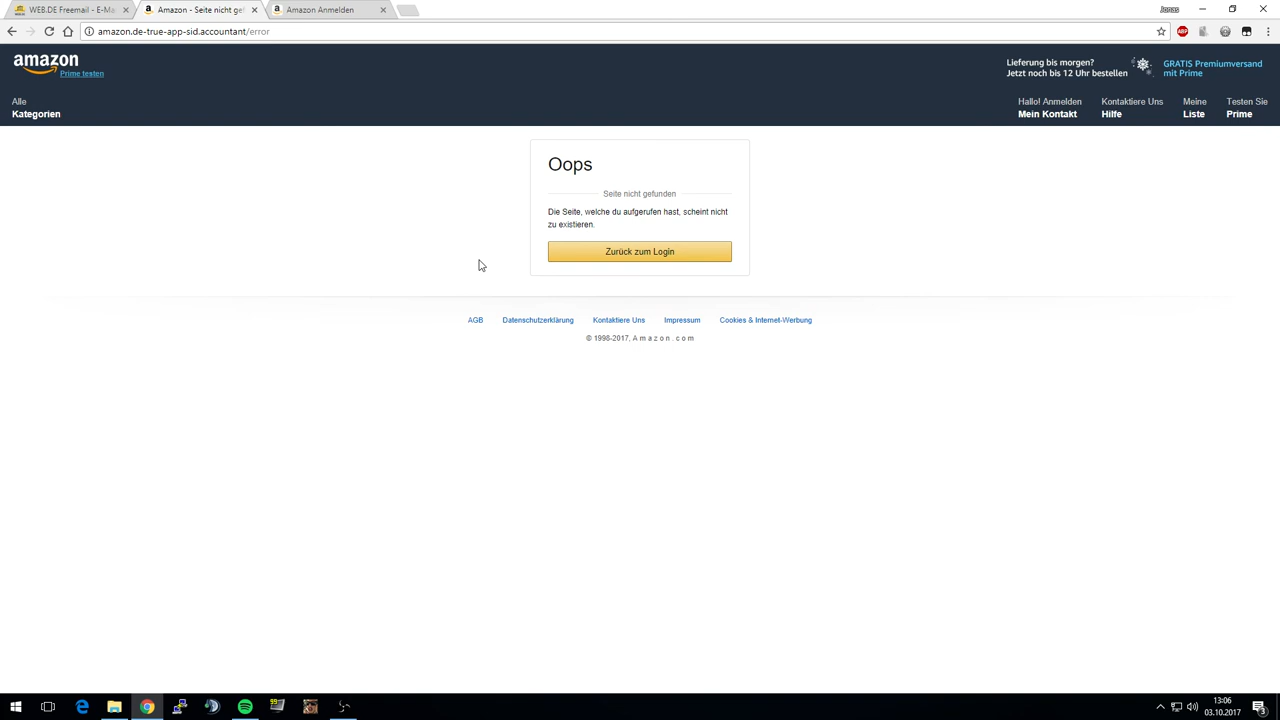 WEB.DE Freemail - E-Ma
Amazon - Seite nicht gef
Amazon Anmelden
Jonas
amazon.de-true-app-sid.accountant/error
ABP
amazon
Prime testen
Lieferung bis morgen?
Jetzt noch bis 12 Uhr bestellen
GRATIS Premiumversand
mit Prime
Alle
Kategorien
Hallo! Anmelden
Mein Kontakt
Kontaktiere Uns
Hilfe
Meine
Liste
Testen Sie
Prime
Oops
Seite nicht gefunden
Die Seite, welche du aufgerufen hast, scheint nicht
zu existieren.
Zurück zum Login
AGB
Datenschutzerklärung
Kontaktiere Uns
Impressum
Cookies & Internet-Werbung
© 1998-2017, A m a z o n . c o m
13:06
03.10.2017
3